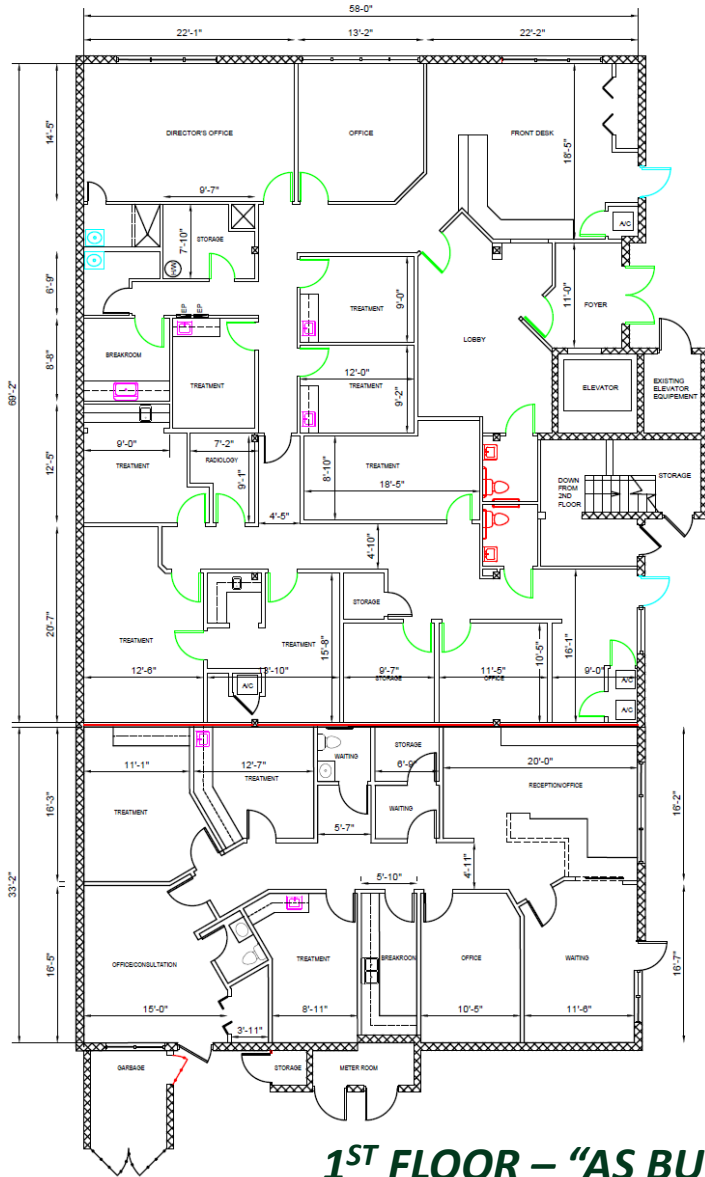 58'-0"
22'-1"
13'-2"
22'-2"
14'-5"
DIRECTOR'S OFFICE
OFFICE
FRONT DESK
18'-5"
69'-2"
9'-7"
7'-10"
STORAGE
A/C
HW
6'-9"
EP
EP
TREATMENT
9'-0"
11'-0"
FOYER
LOBBY
8'-8"
BREAKROOM
TREATMENT
12'-0"
TREATMENT
9'-2"
ELEVATOR
EXISTING
ELEVATOR
EQUIPEMENT
12'-5"
9'-0"
TREATMENT
7'-2"
RADIOLOGY
9'-1"
8'-10"
TREATMENT
18'-5"
DOWN
FROM
2ND
FLOOR
STORAGE
4'-5"
4'-10"
20'-7"
STORAGE
TREATMENT
TREATMENT
15'-8"
10'-5"
16'-1"
12'-6"
13'-10"
A/C
9'-7"
STORAGE
11'-5"
OFFICE
9'-0"
A/C
A/C
33'-2"
16'-3"
11'-1"
12'-7"
TREATMENT
TREATMENT
WAITING
STORAGE
6'-9"
20'-0"
RECEPTION/OFFICE
16'-2"
WAITING
5'-7"
4'-11"
5'-10"
16'-5"
OFFICE/CONSULTATION
TREATMENT
BREAKROON
OFFICE
WAITING
16'-7"
15'-0"
3'-11"
8'-11"
10'-5"
11'-6"
GARBAGE
STORAGE
METER ROOM
1ST FLOOR – “AS BU